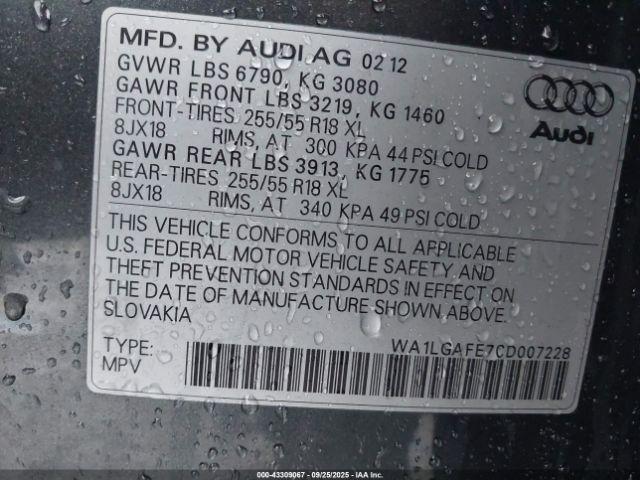 MFD. BY AUDI AG 02 12
GVWR LBS 6790, KG 3080
GAWR FRONT LBS 3219, KG 1460
FRONT-TIRES 255/55 R18 XL
8JX18 RIMS, AT 300 KPA 44 PSI COLD
GAWR REAR LBS 3913, KG 1775
REAR-TIRES 255/55 R18 XL
8JX18 RIMS, AT 340 KPA 49 PSI COLD
Audi
THIS VEHICLE CONFORMS TO ALL APPLICABLE
U.S. FEDERAL MOTOR VEHICLE SAFETY, AND
THEFT PREVENTION STANDARDS IN EFFECT ON
THE DATE OF MANUFACTURE SHOWN ABOVE.
SLOVAKIA
TYPE: WA1LGAFE7CD007228
MPV
000-43309067 - 09/25/2025 - IAAI.COM